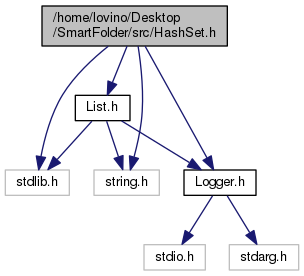 /home/lovino/Desktop
/SmartFolder/src/HashSet.h
List.h
stdlib.h
string.h
Logger.h
stdio.h
stdarg.h